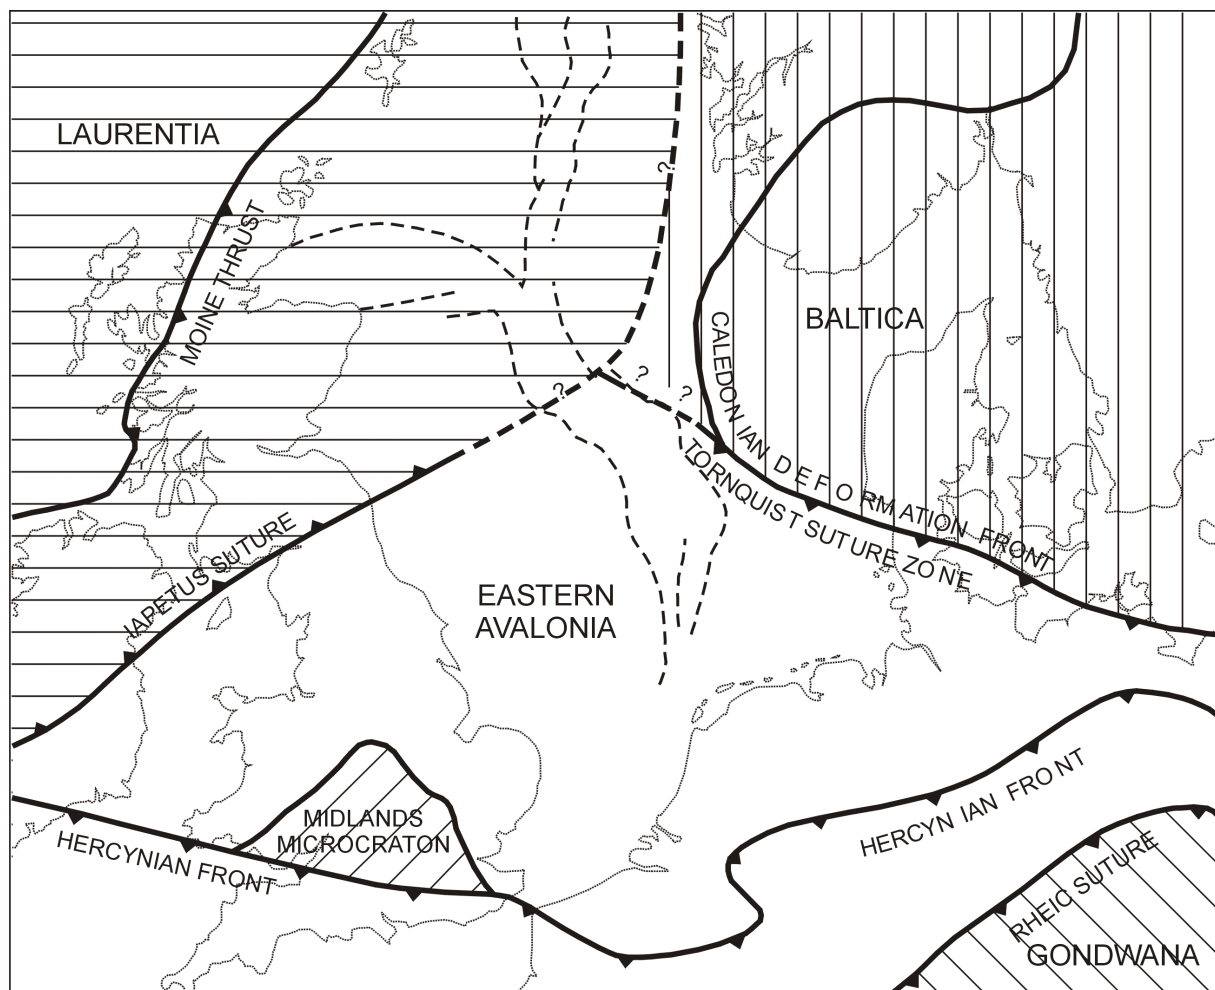 LAURENTIA
?
MOINE THRUST
BALTICA
CALEDONIAN DEFORMATION FRONT
?
?
?
TORNQUIST SUTURE ZONE
IAPETUS SUTURE
EASTERN
AVALONIA
MIDLANDS
MICROCRATON
HERCYNIAN FRONT
HERCYNIAN FRONT
RHEIC SUTURE
GONDWANA